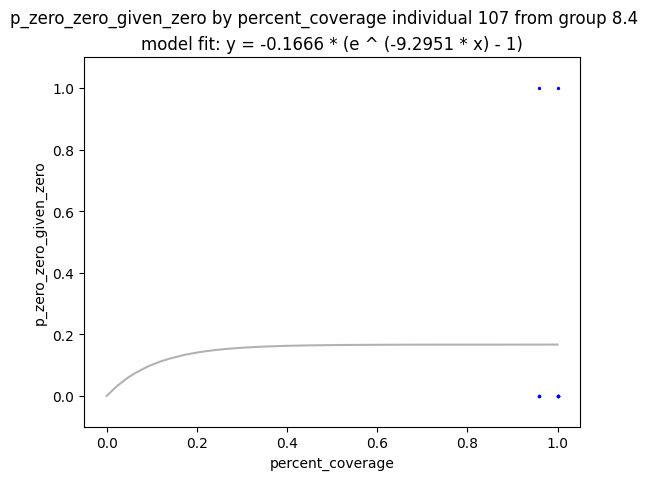 p_zero_zero_given_zero by percent_coverage individual 107 from group 8.4
model fit: y = -0.1666 * (e ^ (-9.2951 * x) - 1)
1.0
0.8
0.6
0.4
0.2
0.0
p_zero_zero_given_zero
0.0 0.2 0.4 0.6 0.8 1.0
percent_coverage